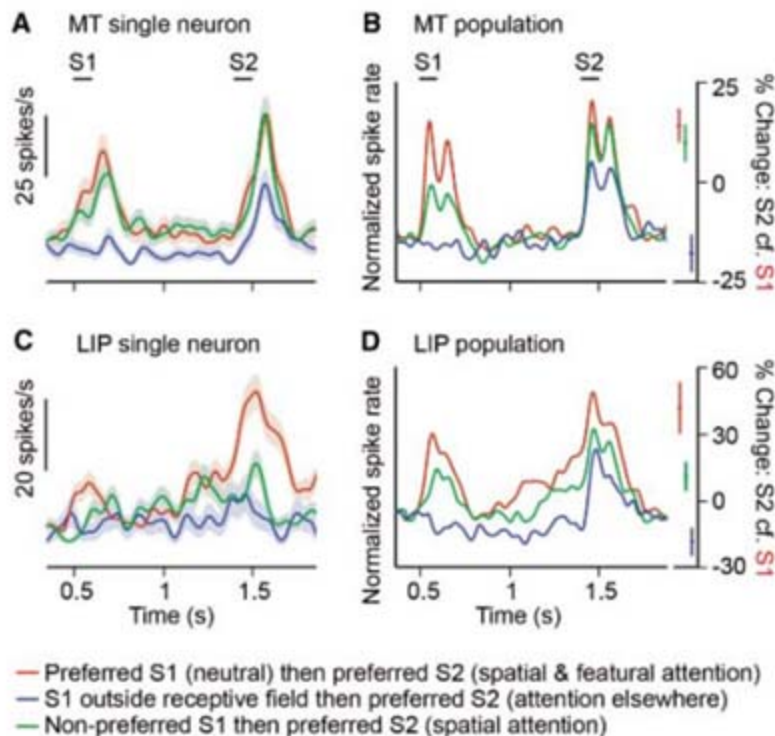 A MT single neuron
S1 S2
25 spikes/s
B MT population
S1 S2
Normalized spike rate
25
0
-25
% Change: S2 cf. S1
C LIP single neuron
20 spikes/s
0.5 1 1.5
Time (s)
D LIP population
Normalized spike rate
60
30
0
-30
% Change: S2 cf. S1
0.5 1 1.5
Time (s)
Preferred S1 (neutral) then preferred S2 (spatial & featural attention)
S1 outside receptive field then preferred S2 (attention elsewhere)
Non-preferred S1 then preferred S2 (spatial attention)